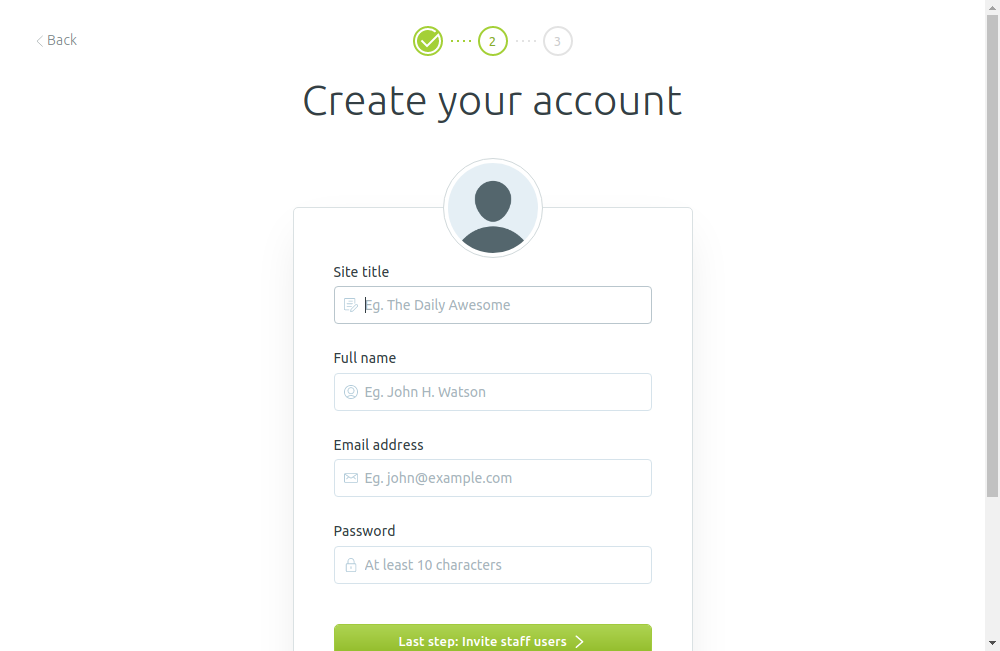 Back
2
3
Create your account
Site title
Eg. The Daily Awesome
Full name
Eg. John H. Watson
Email address
Eg. john@example.com
Password
At least 10 characters
Last step: Invite staff users